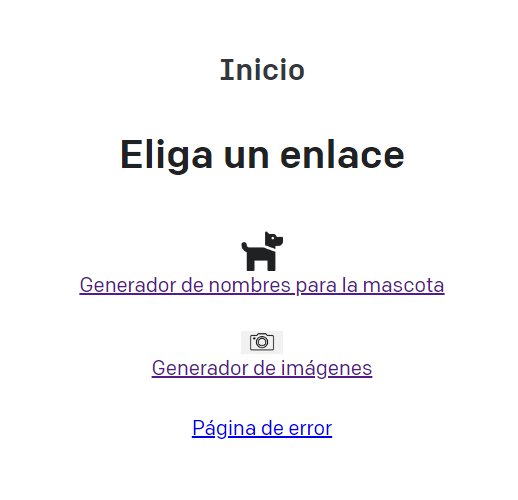 Inicio
Eliga un enlace
Generador de nombres para la mascota
Generador de imágenes
Página de error